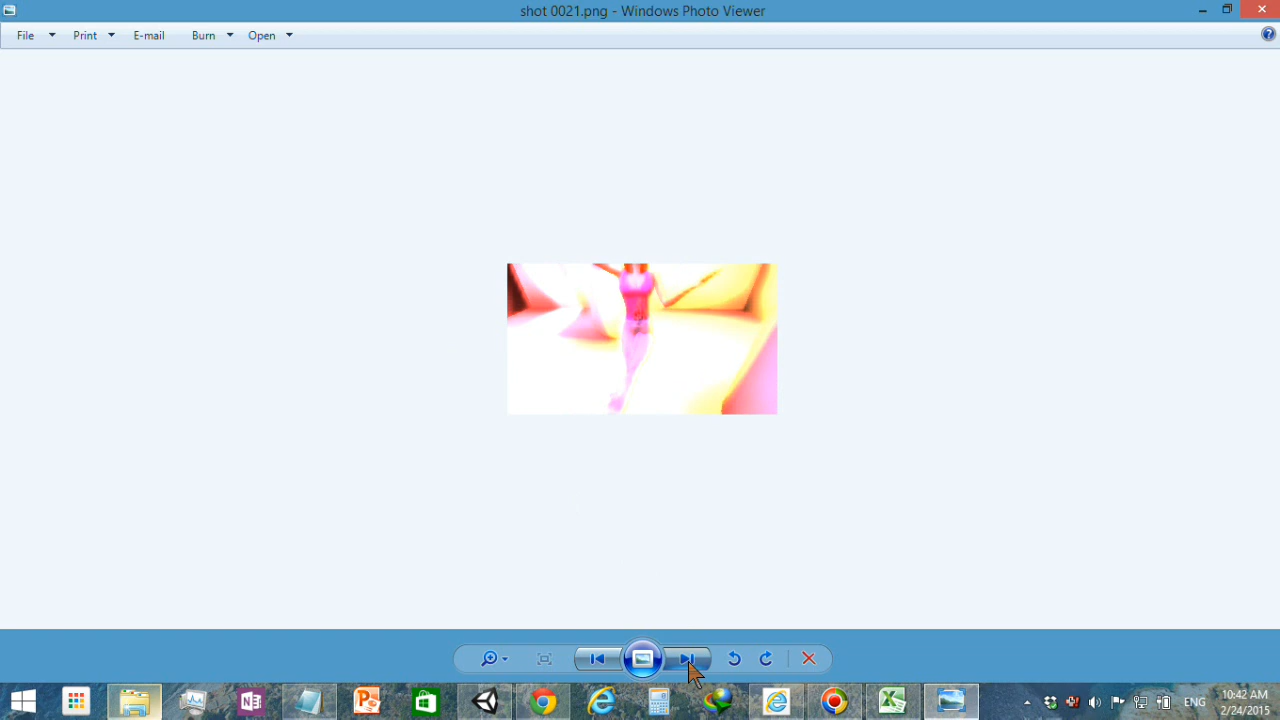 shot 0021.png - Windows Photo Viewer
File Print E-mail Burn Open
ENG
10:42 AM
2/24/2015